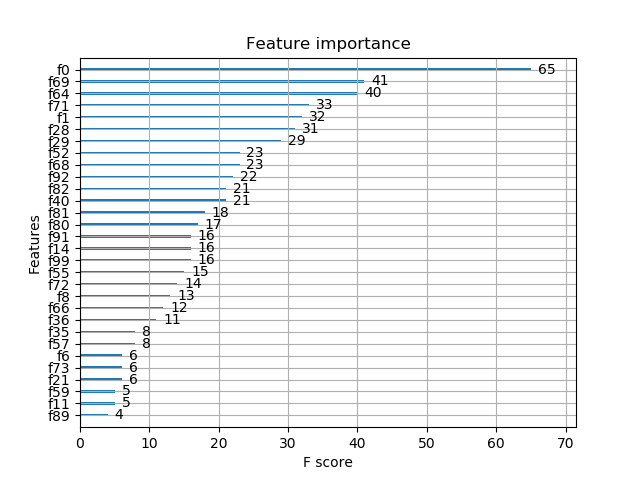 Feature importance
f0 65
f69 41
f64 40
f71 33
f1 32
f28 31
f29 29
f52 23
f68 23
f92 22
f82 21
f40 21
f81 18
f80 17
f91 16
f14 16
f99 16
f55 15
f72 14
f8 13
f66 12
f36 11
f35 8
f57 8
f6 6
f73 6
f21 6
f59 5
f11 5
f89 4
Features
0 10 20 30 40 50 60 70
F score